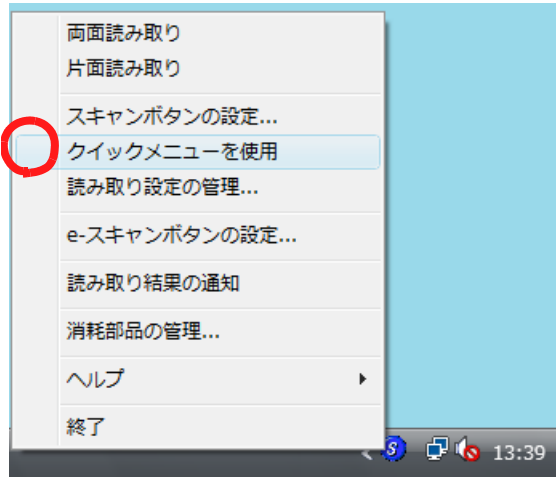 両面読み取り
片面読み取り
スキャンボタンの設定...
クイックメニューを使用
読み取り設定の管理...
e-スキャンボタンの設定...
読み取り結果の通知
消耗部品の管理...
ヘルプ
終了
S
13:39